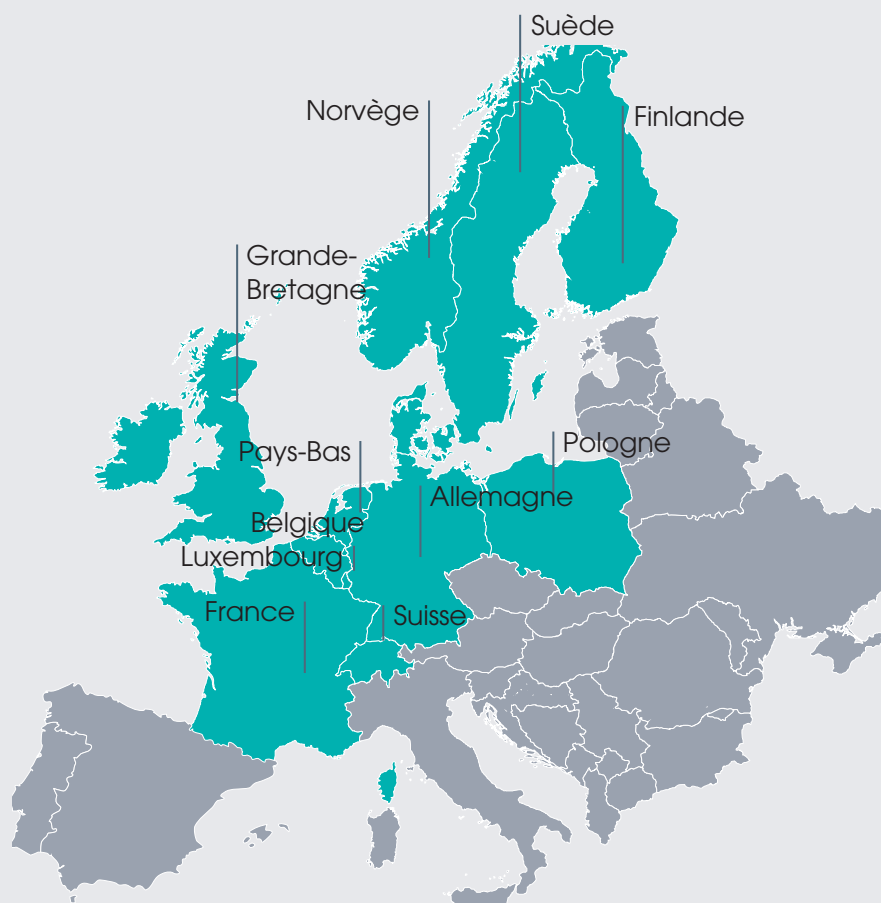 Suède
Norvège
Finlande
Grande-
Bretagne
Pologne
Pays-Bas
Allemagne
Belgique
Luxembourg
France
Suisse